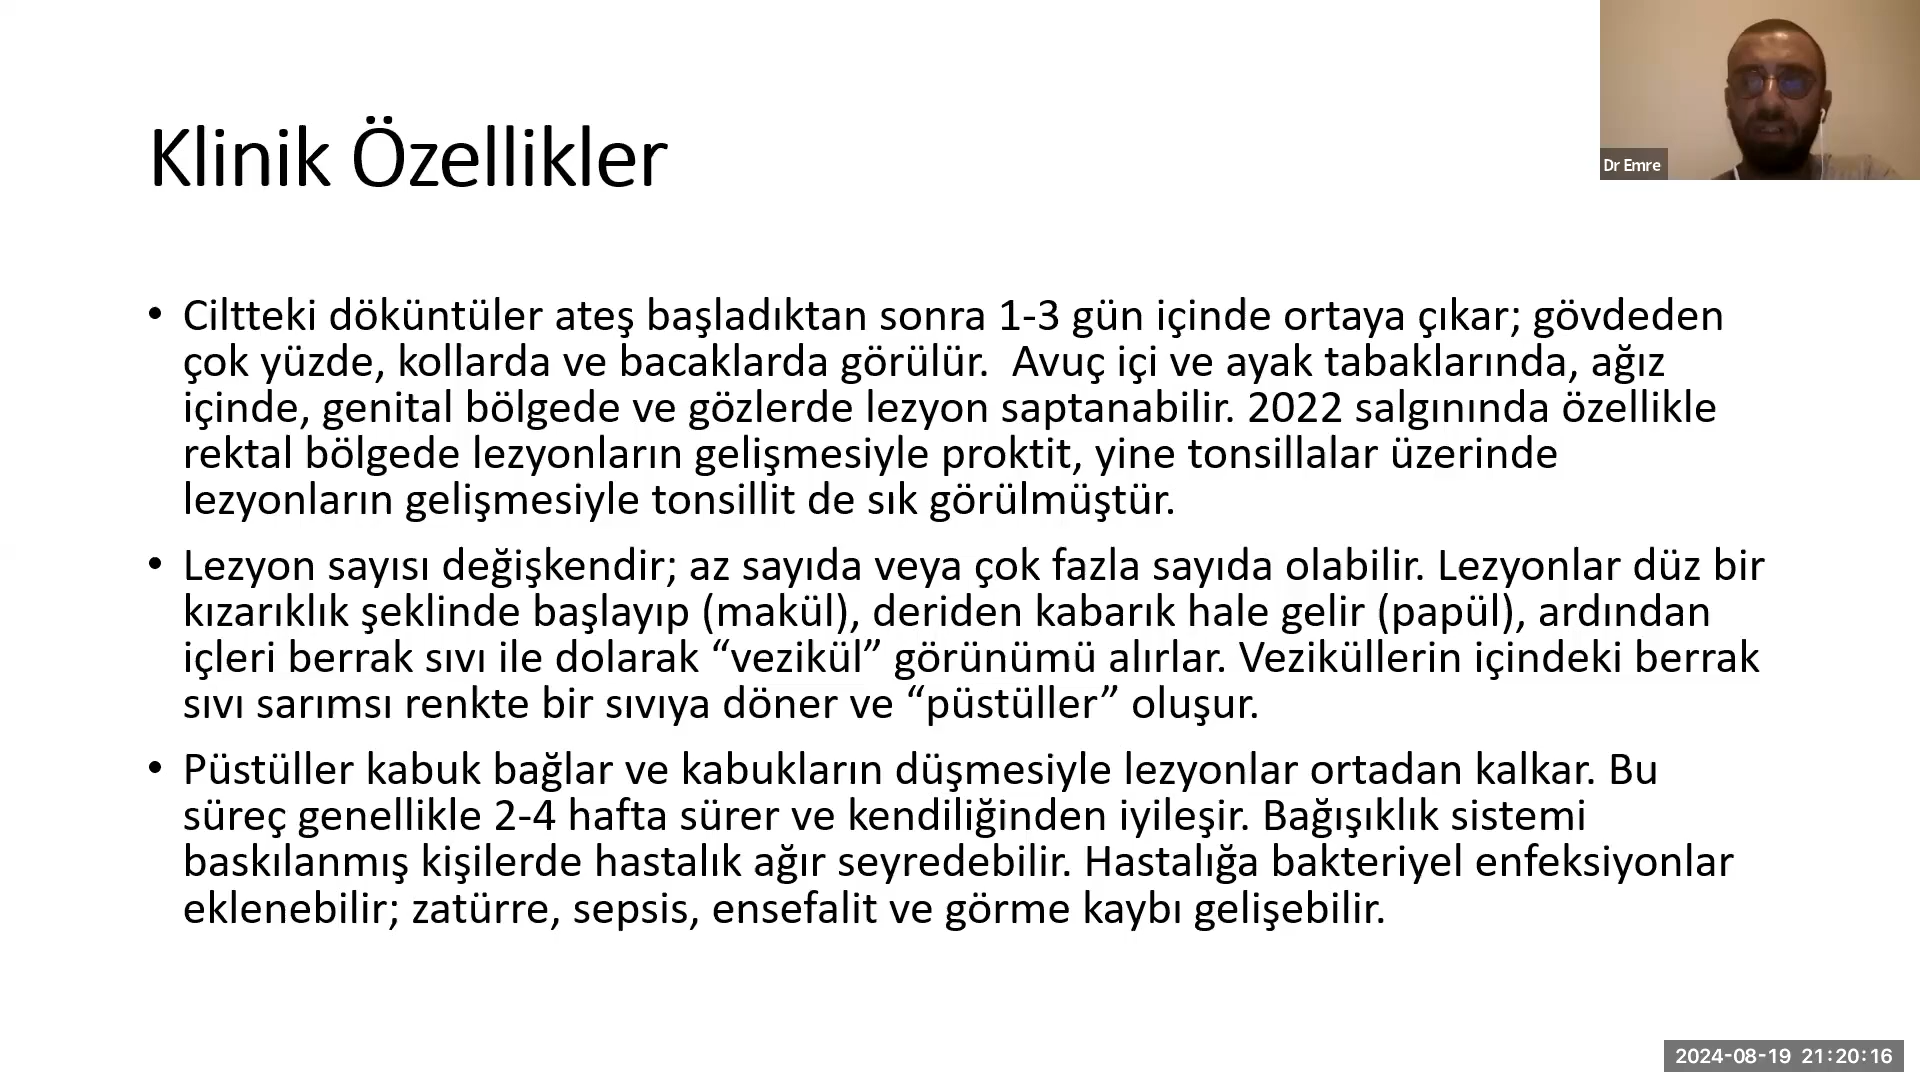 Dr Emre
Klinik Özellikler
• Ciltteki döküntüler ateş başladıktan sonra 1-3 gün içinde ortaya çıkar; gövdeden
çok yüzde, kollarda ve bacaklarda görülür.  Avuç içi ve ayak tabaklarında, ağız
içinde, genital bölgede ve gözlerde lezyon saptanabilir. 2022 salgınında özellikle
rektal bölgede lezyonların gelişmesiyle proktit, yine tonsillalar üzerinde
lezyonların gelişmesiyle tonsillit de sık görülmüştür.
• Lezyon sayısı değişkendir; az sayıda veya çok fazla sayıda olabilir. Lezyonlar düz bir
kızarıklık şeklinde başlayıp (makül), deriden kabarık hale gelir (papül), ardından
içleri berrak sıvı ile dolarak “vezikül” görünümü alırlar. Veziküllerin içindeki berrak
sıvı sarımsı renkte bir sıvıya döner ve “püstüller” oluşur.
• Püstüller kabuk bağlar ve kabukların düşmesiyle lezyonlar ortadan kalkar. Bu
süreç genellikle 2-4 hafta sürer ve kendiliğinden iyileşir. Bağışıklık sistemi
baskılanmış kişilerde hastalık ağır seyredebilir. Hastalığa bakteriyel enfeksiyonlar
eklenebilir; zatürre, sepsis, ensefalit ve görme kaybı gelişebilir.
2024-08-19 21:20:16